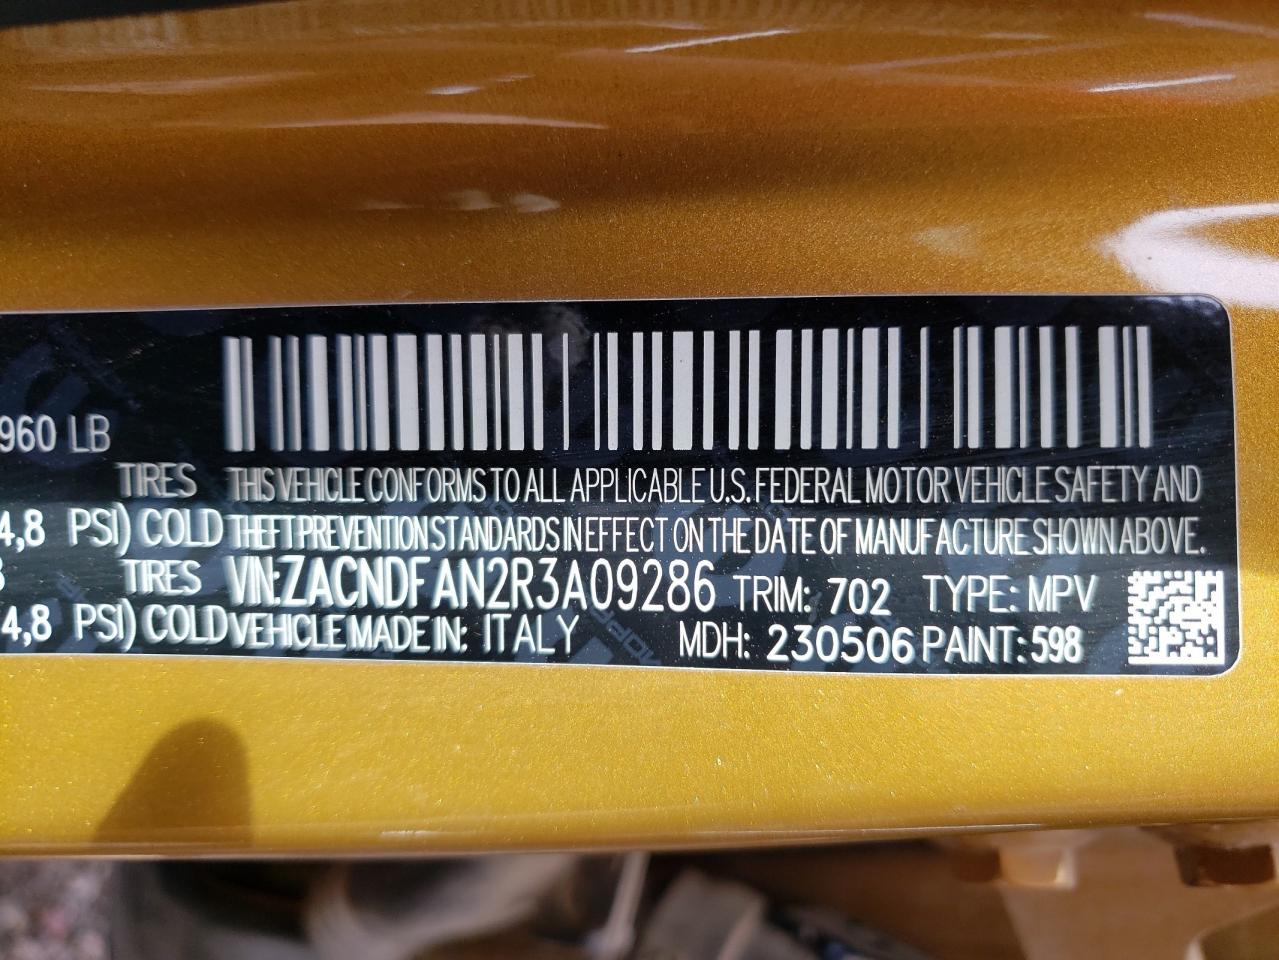 960 LB
TIRES THIS VEHICLE CONFORMS TO ALL APPLICABLE U.S. FEDERAL MOTOR VEHICLE SAFETY AND
4,8 PSI) COLD THEFT PREVENTION STANDARDS IN EFFECT ON THE DATE OF MANUFACTURE SHOWN ABOVE.
TIRES VIN: ZACNDFAN2R3A09286 TRIM: 702 TYPE: MPV
4,8 PSI) COLD VEHICLE MADE IN: ITALY MDH: 230506 PAINT: 598